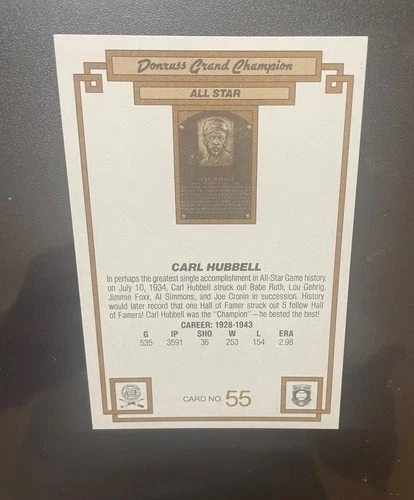 Donruss Grand Champion
ALL STAR
CARL HUBBELL
In perhaps the greatest single accomplishment in All-Star Game history,
on July 10, 1934, Carl Hubbell struck out Babe Ruth, Lou Gehrig,
Jimmie Foxx, Al Simmons, and Joe Cronin in succession. History
would later record that one Hall of Famer struck out 5 fellow Hall
of Famers! Carl Hubbell was the "Champion"—he bested the best!
CAREER: 1928-1943
G IP SHO W L ERA
535 3591 36 253 154 2.98
CARD NO. 55